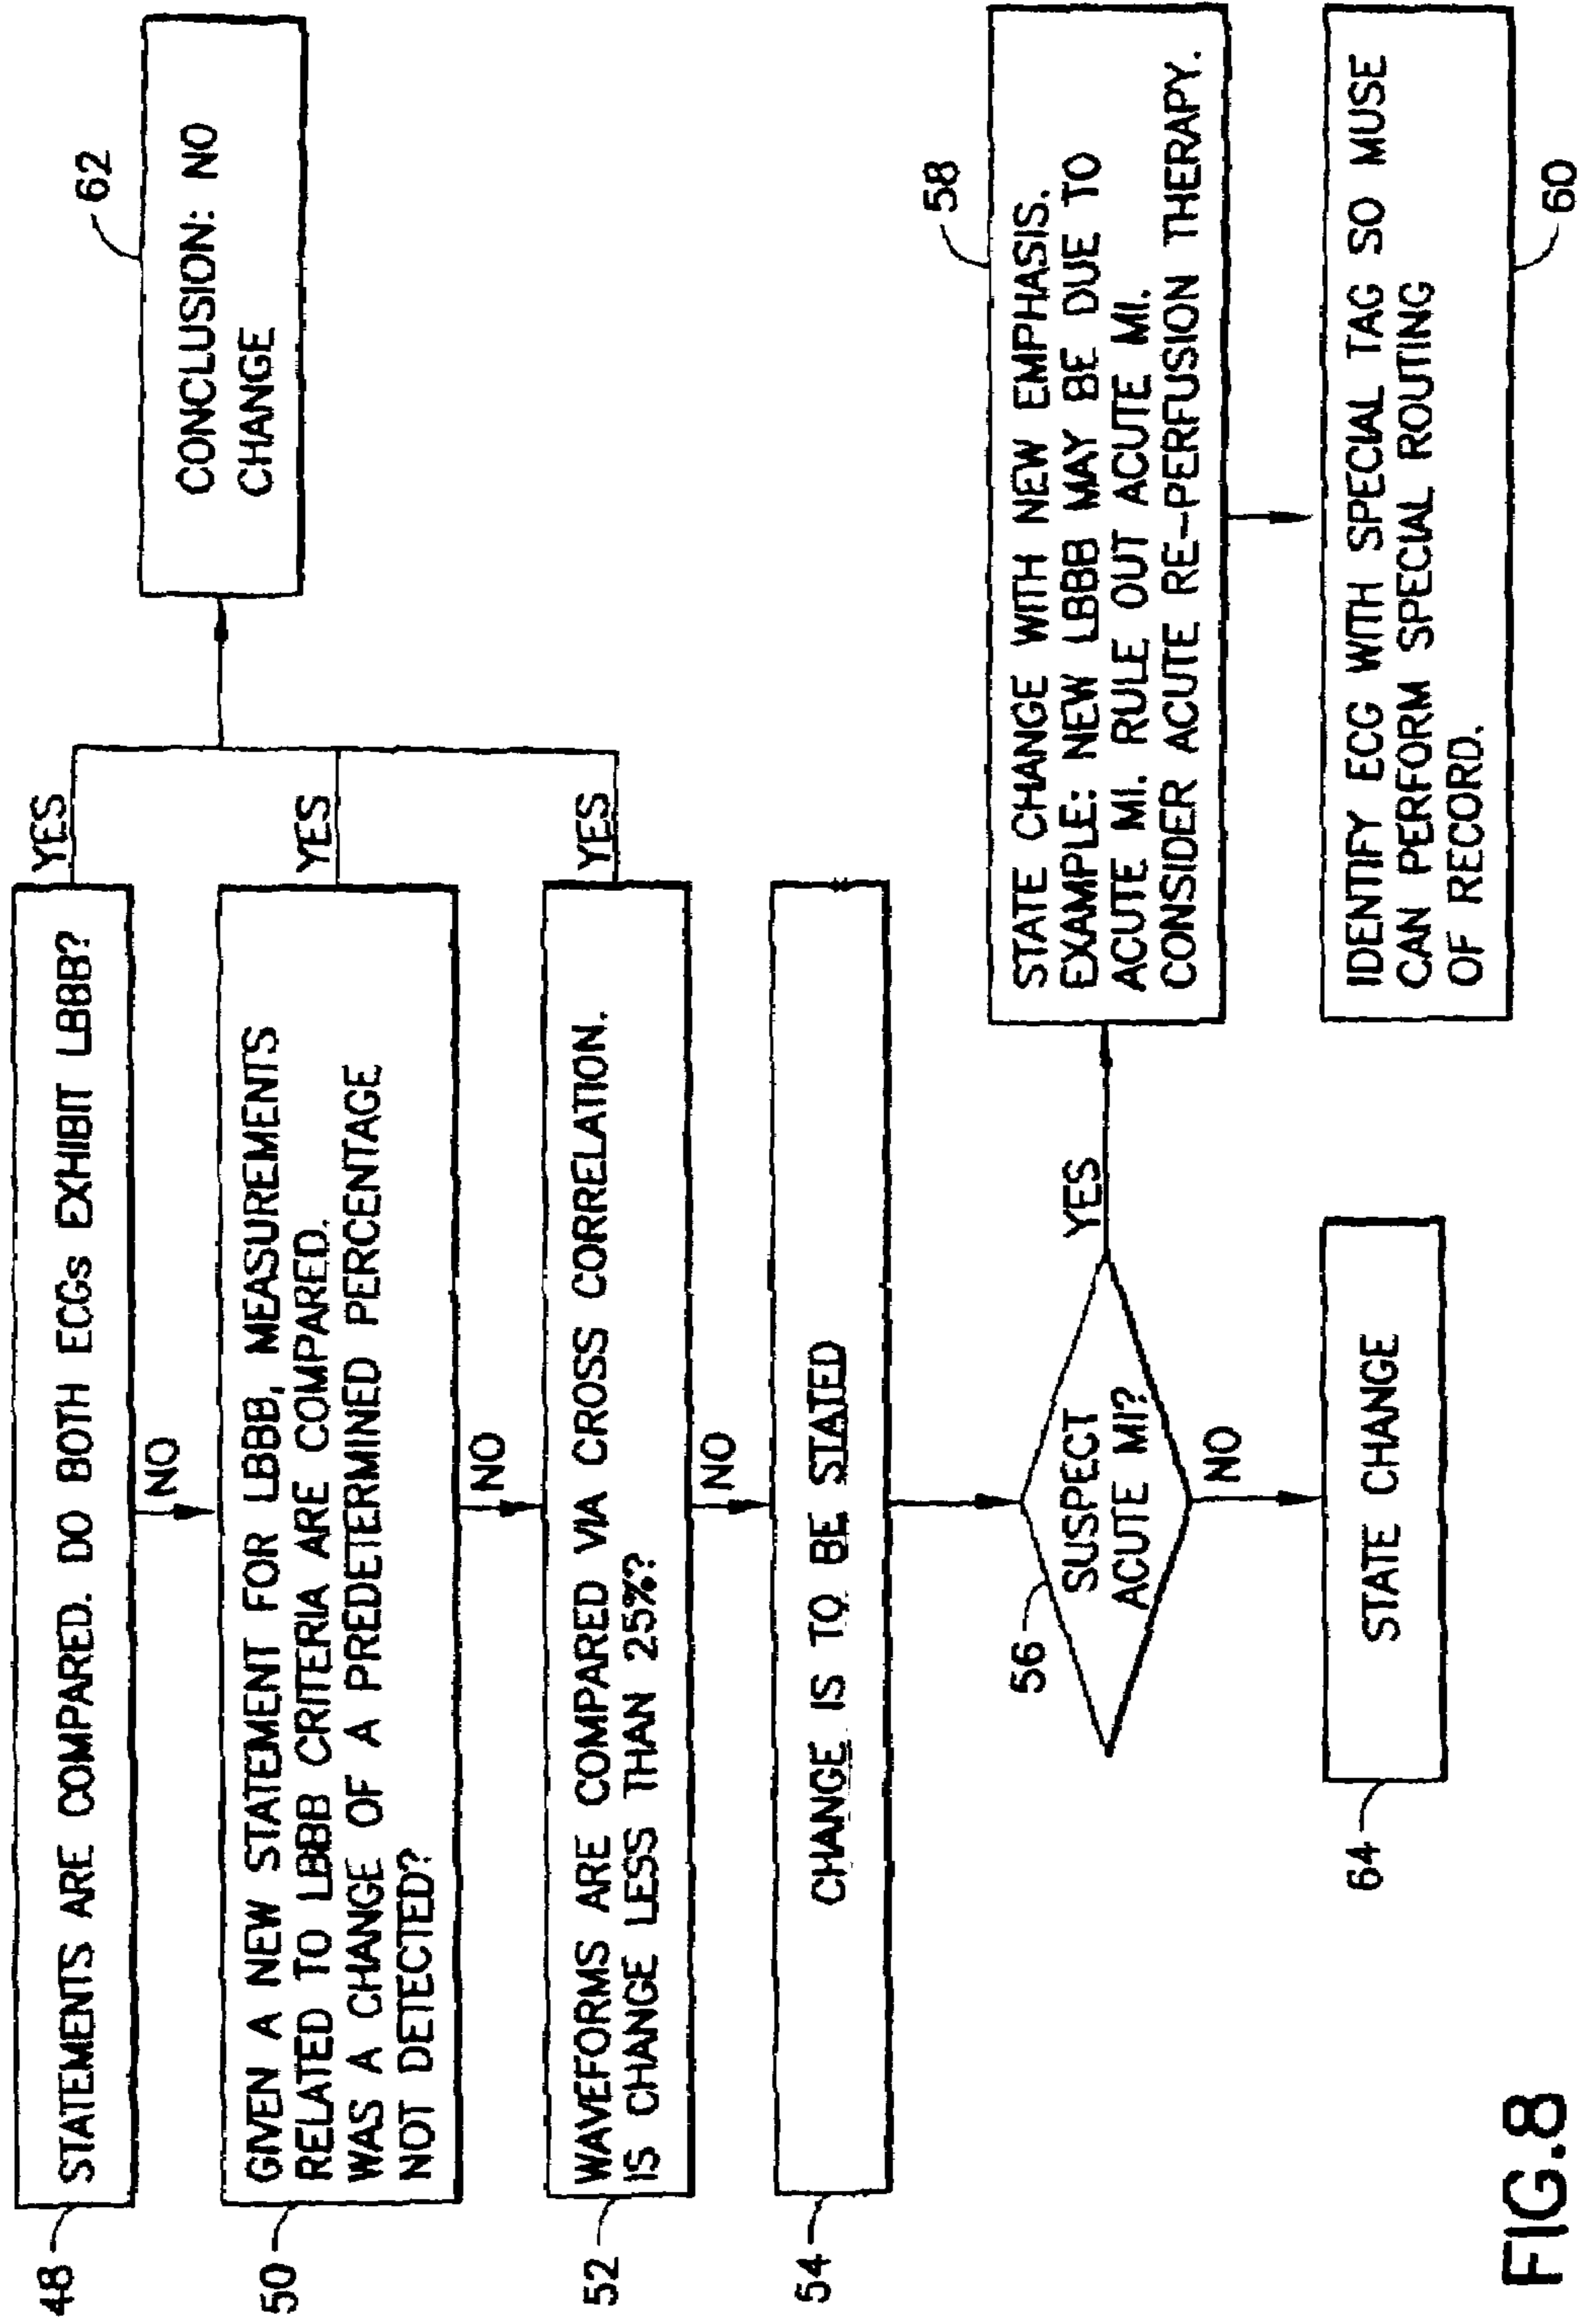 48
STATEMENTS ARE COMPARED. DO BOTH ECGs EXHIBIT LBBB?
YES
NO
62
CONCLUSION: NO
CHANGE
50
GIVEN A NEW STATEMENT FOR LBBB, MEASUREMENTS
RELATED TO LBBB CRITERIA ARE COMPARED.
WAS A CHANGE OF A PREDETERMINED PERCENTAGE
NOT DETECTED?
YES
NO
52
WAVEFORMS ARE COMPARED VIA CROSS CORRELATION.
IS CHANGE LESS THAN 25%?
YES
NO
54
CHANGE IS TO BE STATED
56
SUSPECT
ACUTE MI?
YES
NO
58
STATE CHANGE WITH NEW EMPHASIS.
EXAMPLE: NEW LBBB MAY BE DUE TO
ACUTE MI. RULE OUT ACUTE MI.
CONSIDER ACUTE RE-PERFUSION THERAPY.
64
STATE CHANGE
IDENTIFY ECG WITH SPECIAL TAG SO MUSE
CAN PERFORM SPECIAL ROUTING
OF RECORD.
60
FIG.8